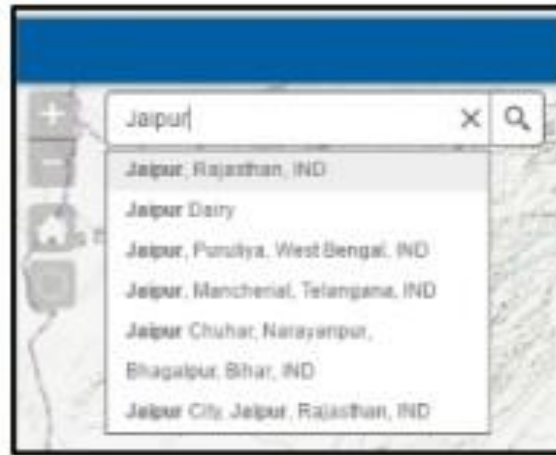 Jaipur
Jaipur, Rajasthan, IND
Jaipur Dairy
Jaipur, Puruliya, West Bengal, IND
Jaipur, Mancherial, Telangana, IND
Jaipur Chuhar, Narayanpur,
Bhagalpur, Bihar, IND
Jaipur City, Jaipur, Rajasthan, IND